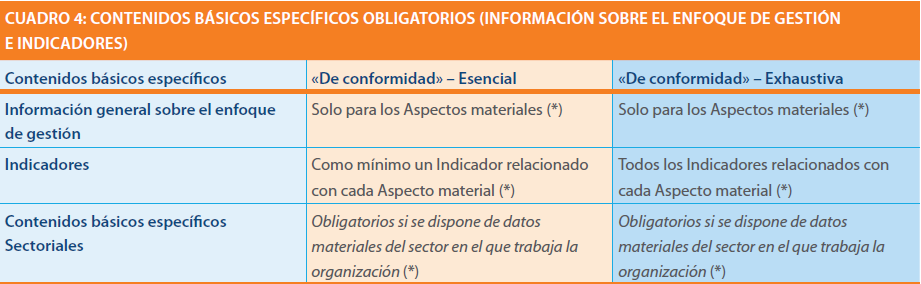 CUADRO 4: CONTENIDOS BÁSICOS ESPECÍFICOS OBLIGATORIOS (INFORMACIÓN SOBRE EL ENFOQUE DE GESTIÓN
E INDICADORES)
Contenidos básicos específicos
«De conformidad» – Esencial
«De conformidad» – Exhaustiva
Información general sobre el enfoque
de gestión
Solo para los Aspectos materiales (*)
Solo para los Aspectos materiales (*)
Indicadores
Como mínimo un Indicador relacionado
con cada Aspecto material (*)
Todos los Indicadores relacionados con
cada Aspecto material (*)
Contenidos básicos específicos
Sectoriales
Obligatorios si se dispone de datos
materiales del sector en el que trabaja la
organización (*)
Obligatorios si se dispone de datos
materiales del sector en el que trabaja la
organización (*)